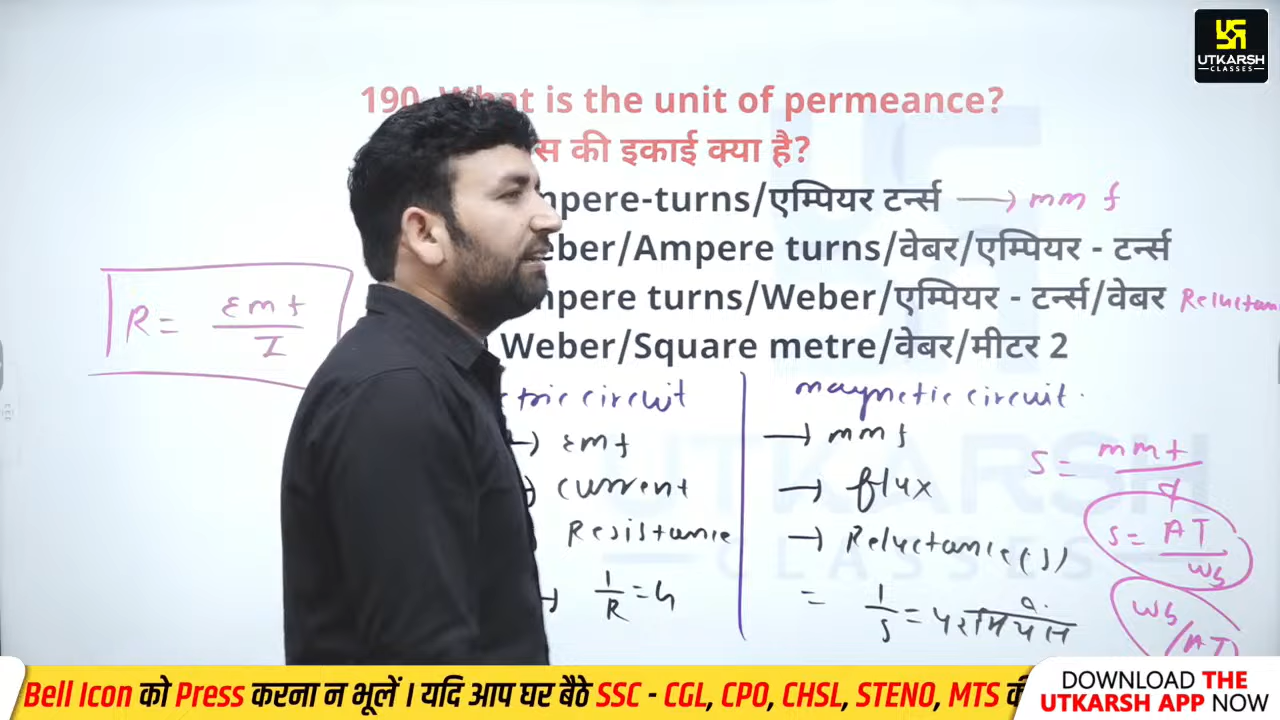 UTKARSH
CLASSES
190. What is the unit of permeance?
स की इकाई क्या है?
mpere-turns/एम्पियर टर्न्स → mmf
eber/Ampere turns/वेबर/एम्पियर - टर्न्स
mpere turns/Weber/एम्पियर - टर्न्स/वेबर Reluctan
Weber/Square metre/वेबर/मीटर 2
R = emf / I
tric circuit
→ emf
current
Resistance
→ 1/R = G
magnetic circuit.
→ mmf
→ flux
→ Reluctance(s)
= 1/s = परमियंस
S = mmf / φ
S = AT / wb
wb/AT
Bell Icon को Press करना न भूलें । यदि आप घर बैठे SSC - CGL, CPO, CHSL, STENO, MTS की
DOWNLOAD THE
UTKARSH APP NOW